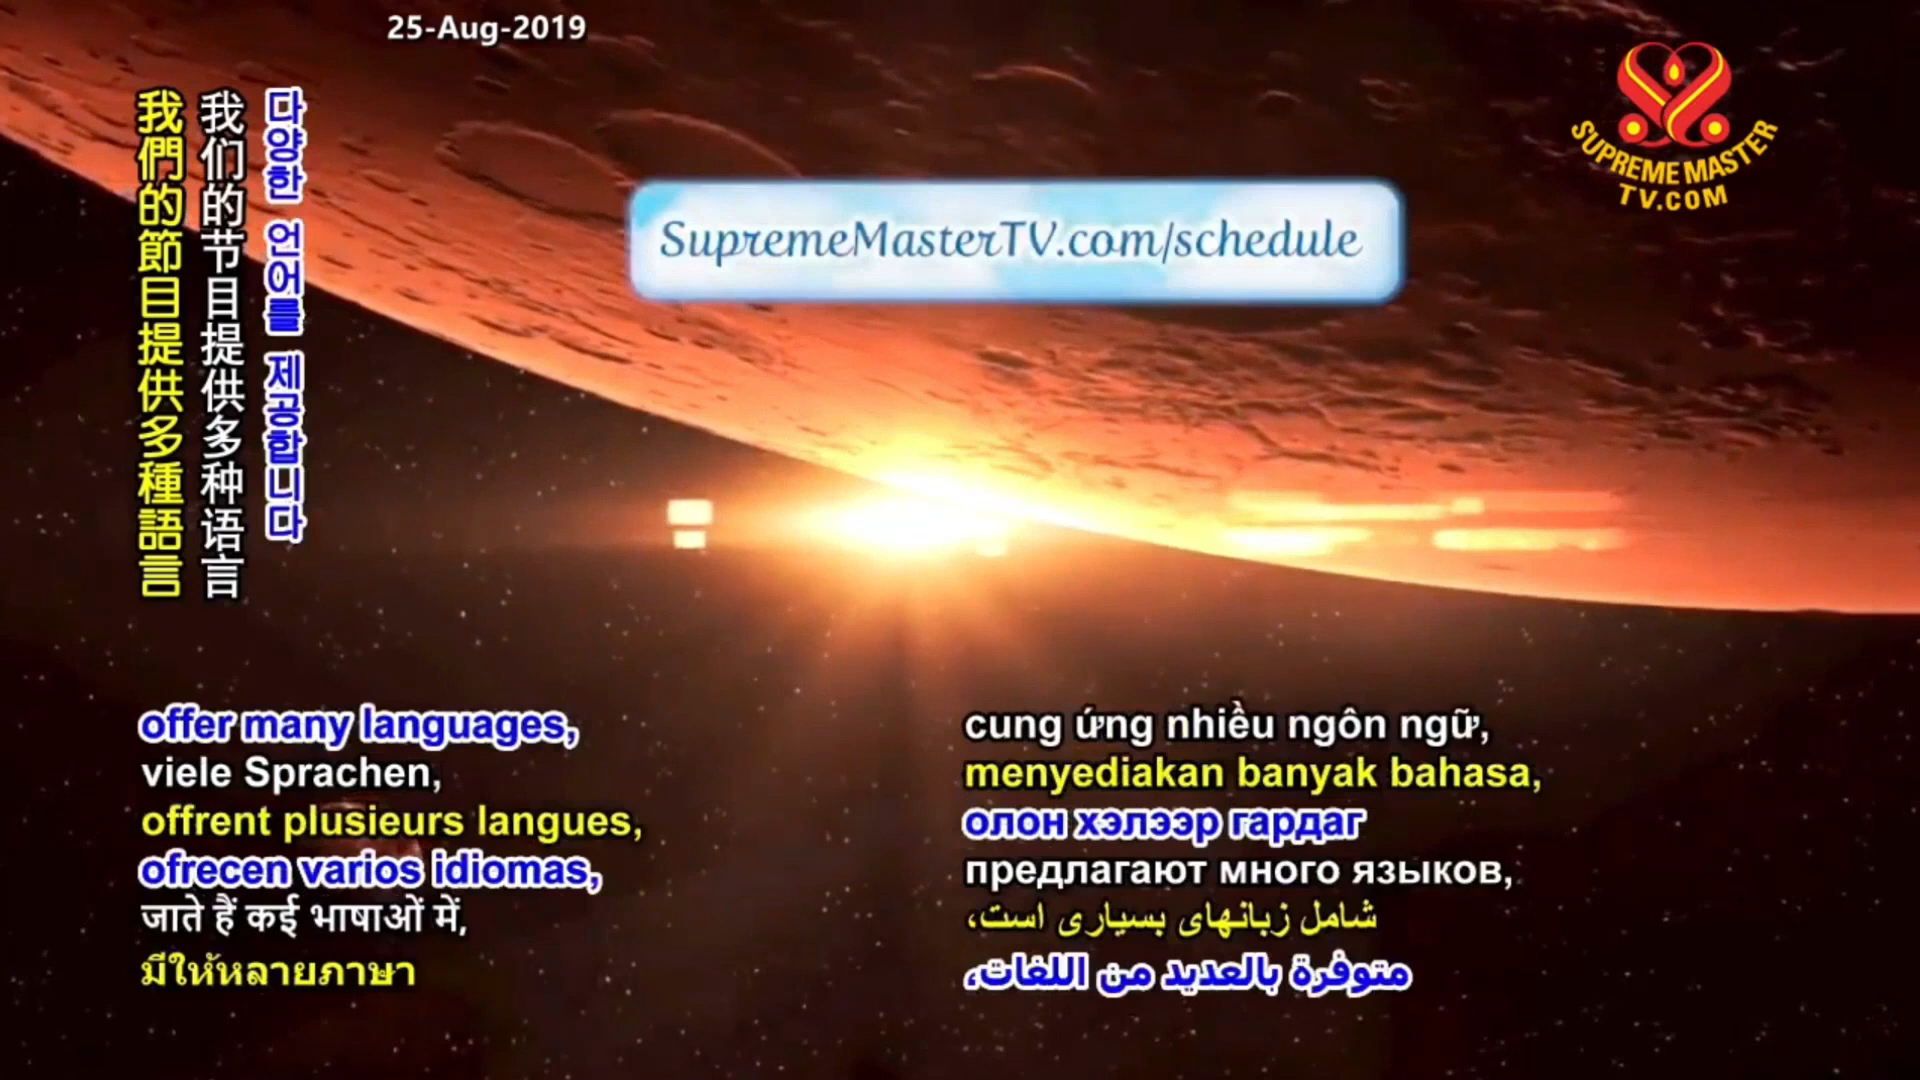 25-Aug-2019
SUPREME MASTER
TV.COM
SupremeMasterTV.com/schedule
我們的節目提供多種語言
我们的节目提供多种语言
다양한 언어를 제공합니다
offer many languages,
viele Sprachen,
offrent plusieurs langues,
ofrecen varios idiomas,
जाते हैं कई भाषाओं में,
มีให้หลายภาษา
cung ứng nhiều ngôn ngữ,
menyediakan banyak bahasa,
олон хэлээр гардаг
предлагают много языков,
شامل زبانهای بسیاری است،
متوفرة بالعديد من اللغات،